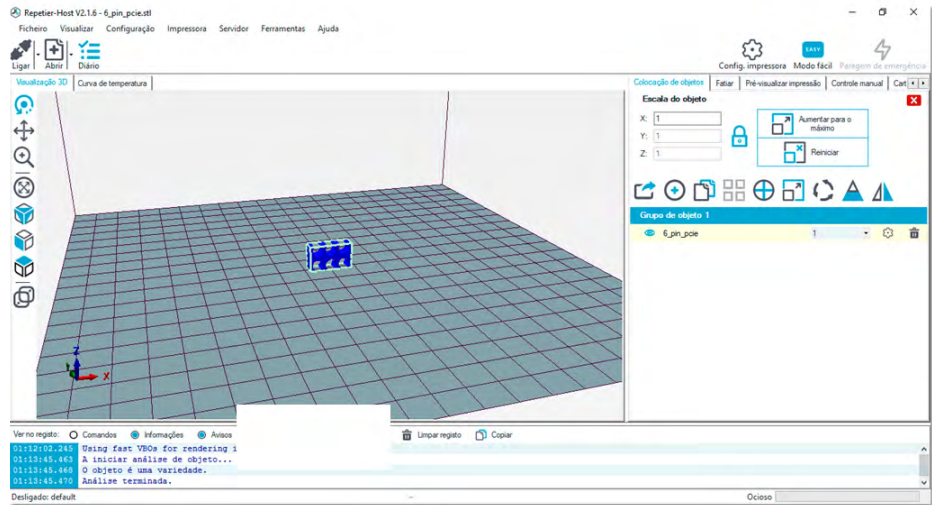 Repetier-Host V2.1.6 - 6_pin_pcie.stl
Ficheiro Visualizar Configuração Impressora Servidor Ferramentas Ajuda
Ligar Abrir Diário Config. impressora Modo fácil Paragem de emergência
EASY
Visualização 3D Curva de temperatura
Colocação de objetos Fatiar Pré-visualizar impressão Controle manual Cart
Escala do objeto
X: 1
Y: 1
Z: 1
Aumentar para o
máximo
Reiniciar
Grupo de objeto 1
6_pin_pcie 1
Z
X
Ver no registo: Comandos Informações Avisos Limpar registo Copiar
01:12:02.245 Using fast VBOs for rendering i
01:13:45.463 A iniciar análise de objeto...
01:13:45.468 O objeto é uma variedade.
01:13:45.470 Análise terminada.
Desligado: default - Ocioso